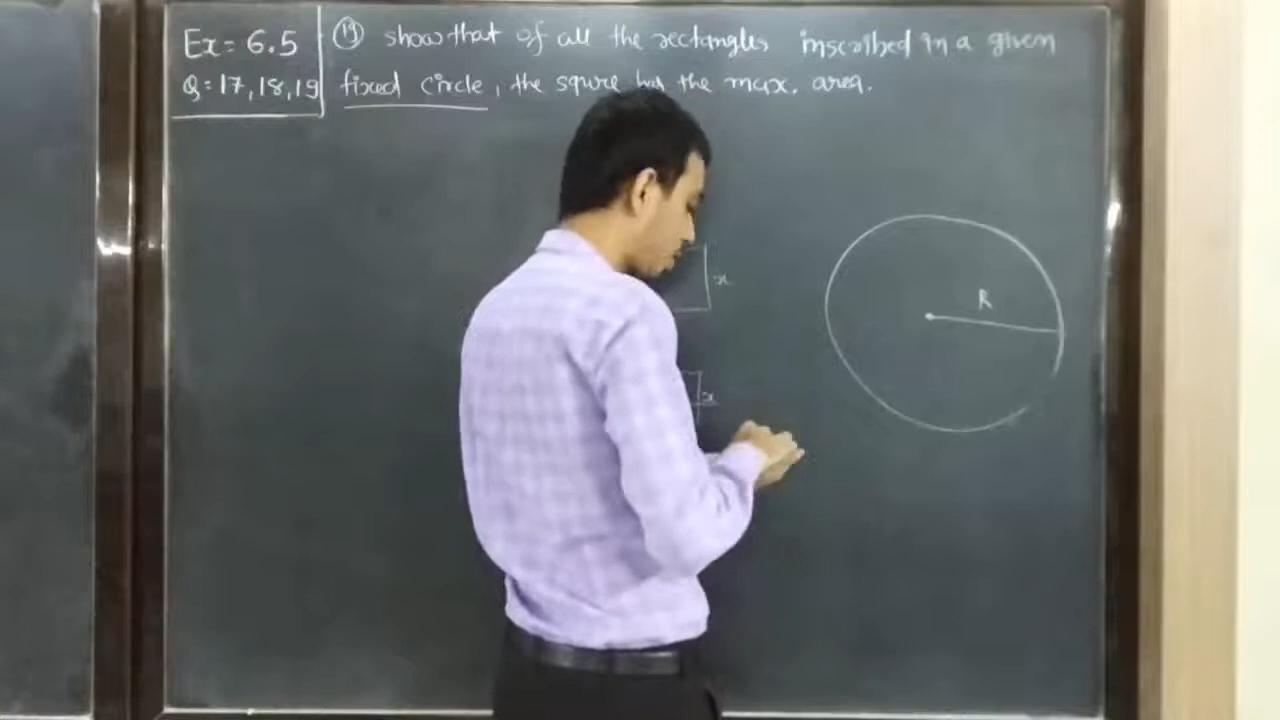 Ex = 6.5
Q = 17, 18, 19
19 show that of all the rectangles inscribed in a given
fixed circle, the squre has the max. area.
x
R
x